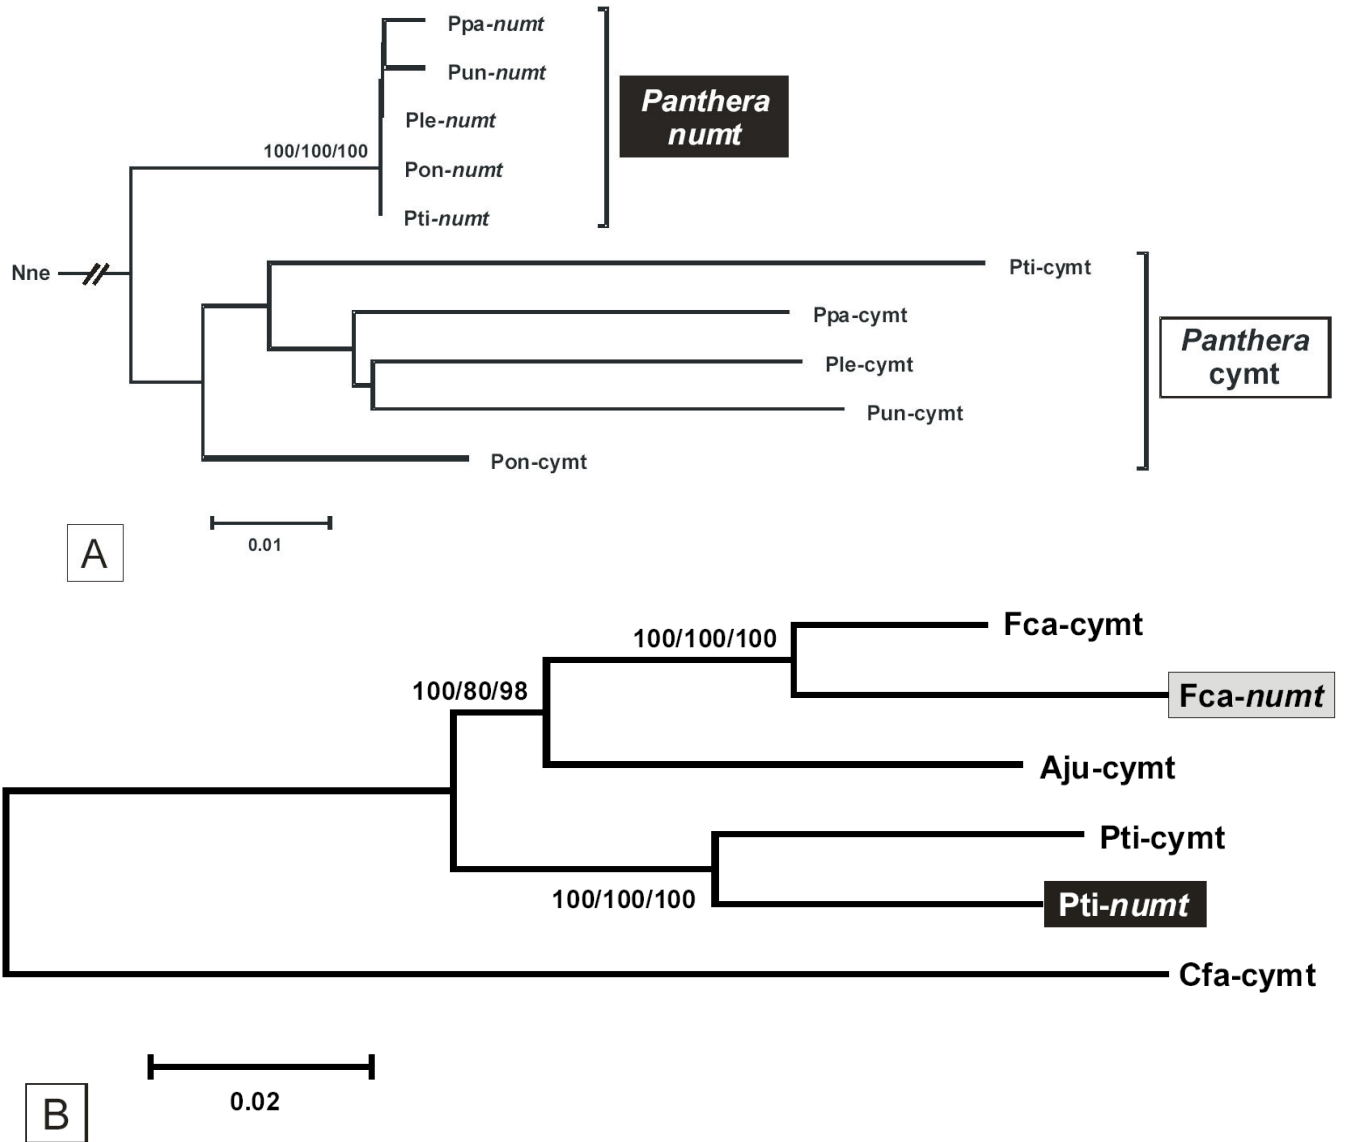 Ppa-numt
Pun-numt
Panthera
numt
Ple-numt
100/100/100
Pon-numt
Pti-numt
Nne
Pti-cymt
Ppa-cymt
Panthera
cymt
Ple-cymt
Pun-cymt
Pon-cymt
0.01
A
Fca-cymt
100/100/100
100/80/98
Fca-numt
Aju-cymt
Pti-cymt
100/100/100
Pti-numt
Cfa-cymt
0.02
B